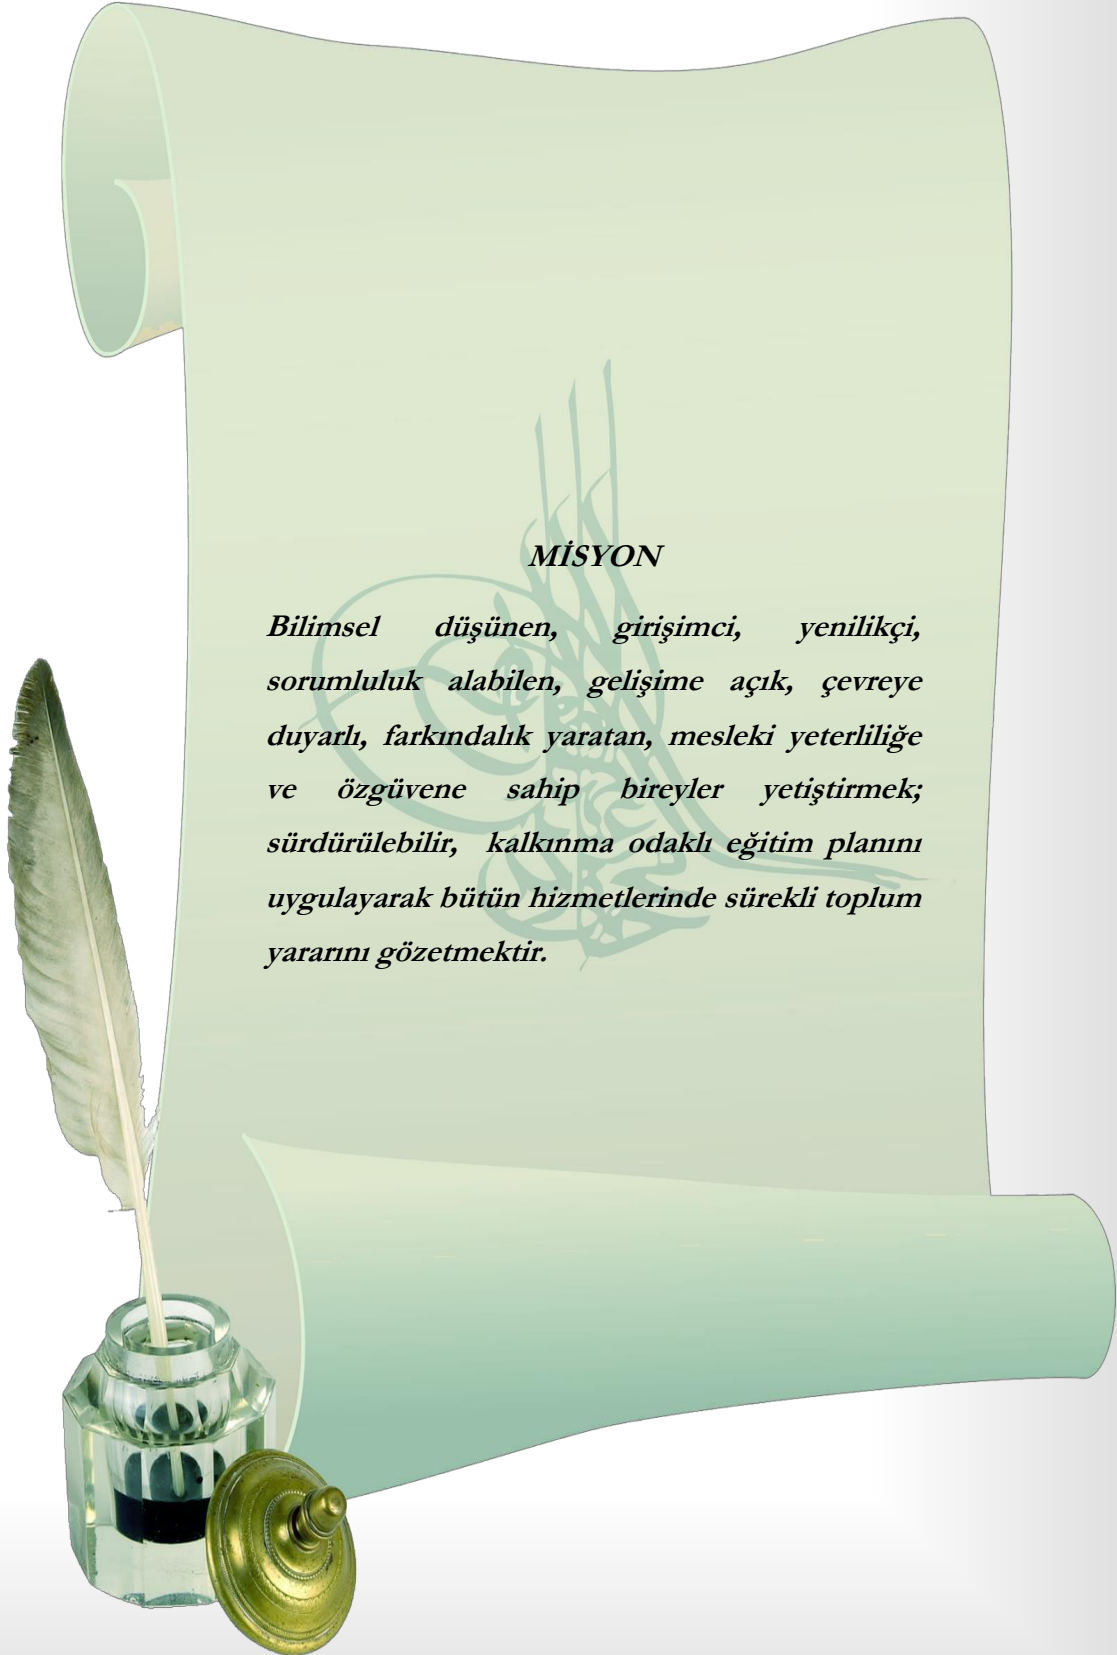 MİSYON
Bilimsel düşünen, girişimci, yenilikçi,
sorumluluk alabilen, gelişime açık, çevreye
duyarlı, farkındalık yaratan, mesleki yeterliliğe
ve özgüvene sahip bireyler yetiştirmek;
sürdürülebilir, kalkınma odaklı eğitim planını
uygulayarak bütün hizmetlerinde sürekli toplum
yararını gözetmektir.